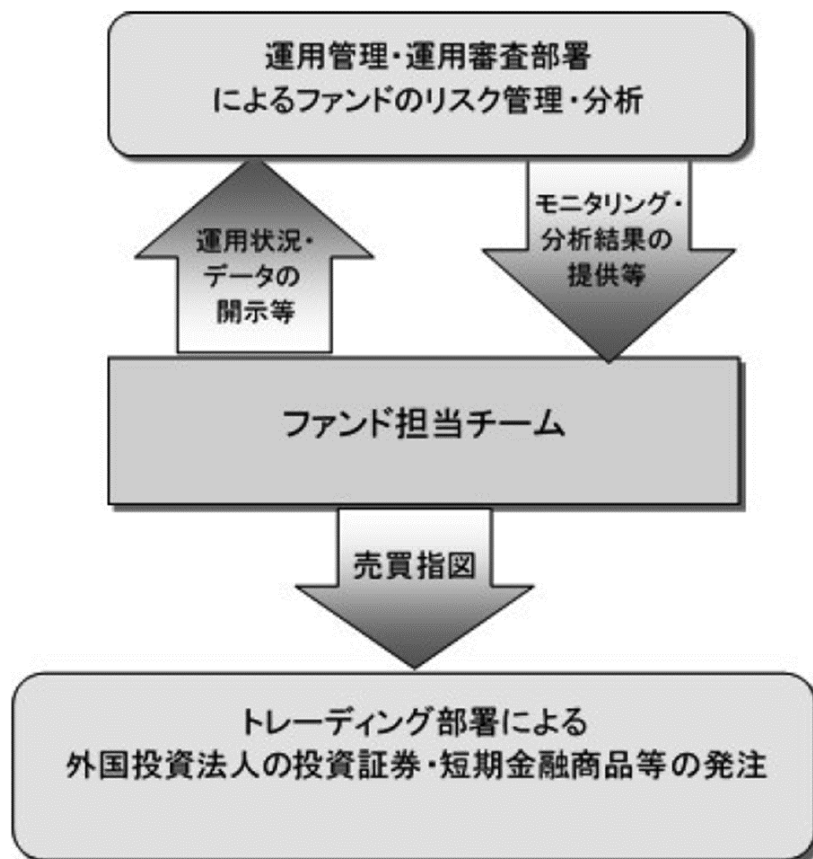 運用管理・運用審査部署
によるファンドのリスク管理・分析
運用状況・
データの
開示等
モニタリング・
分析結果の
提供等
ファンド担当チーム
売買指図
トレーディング部署による
外国投資法人の投資証券・短期金融商品等の発注